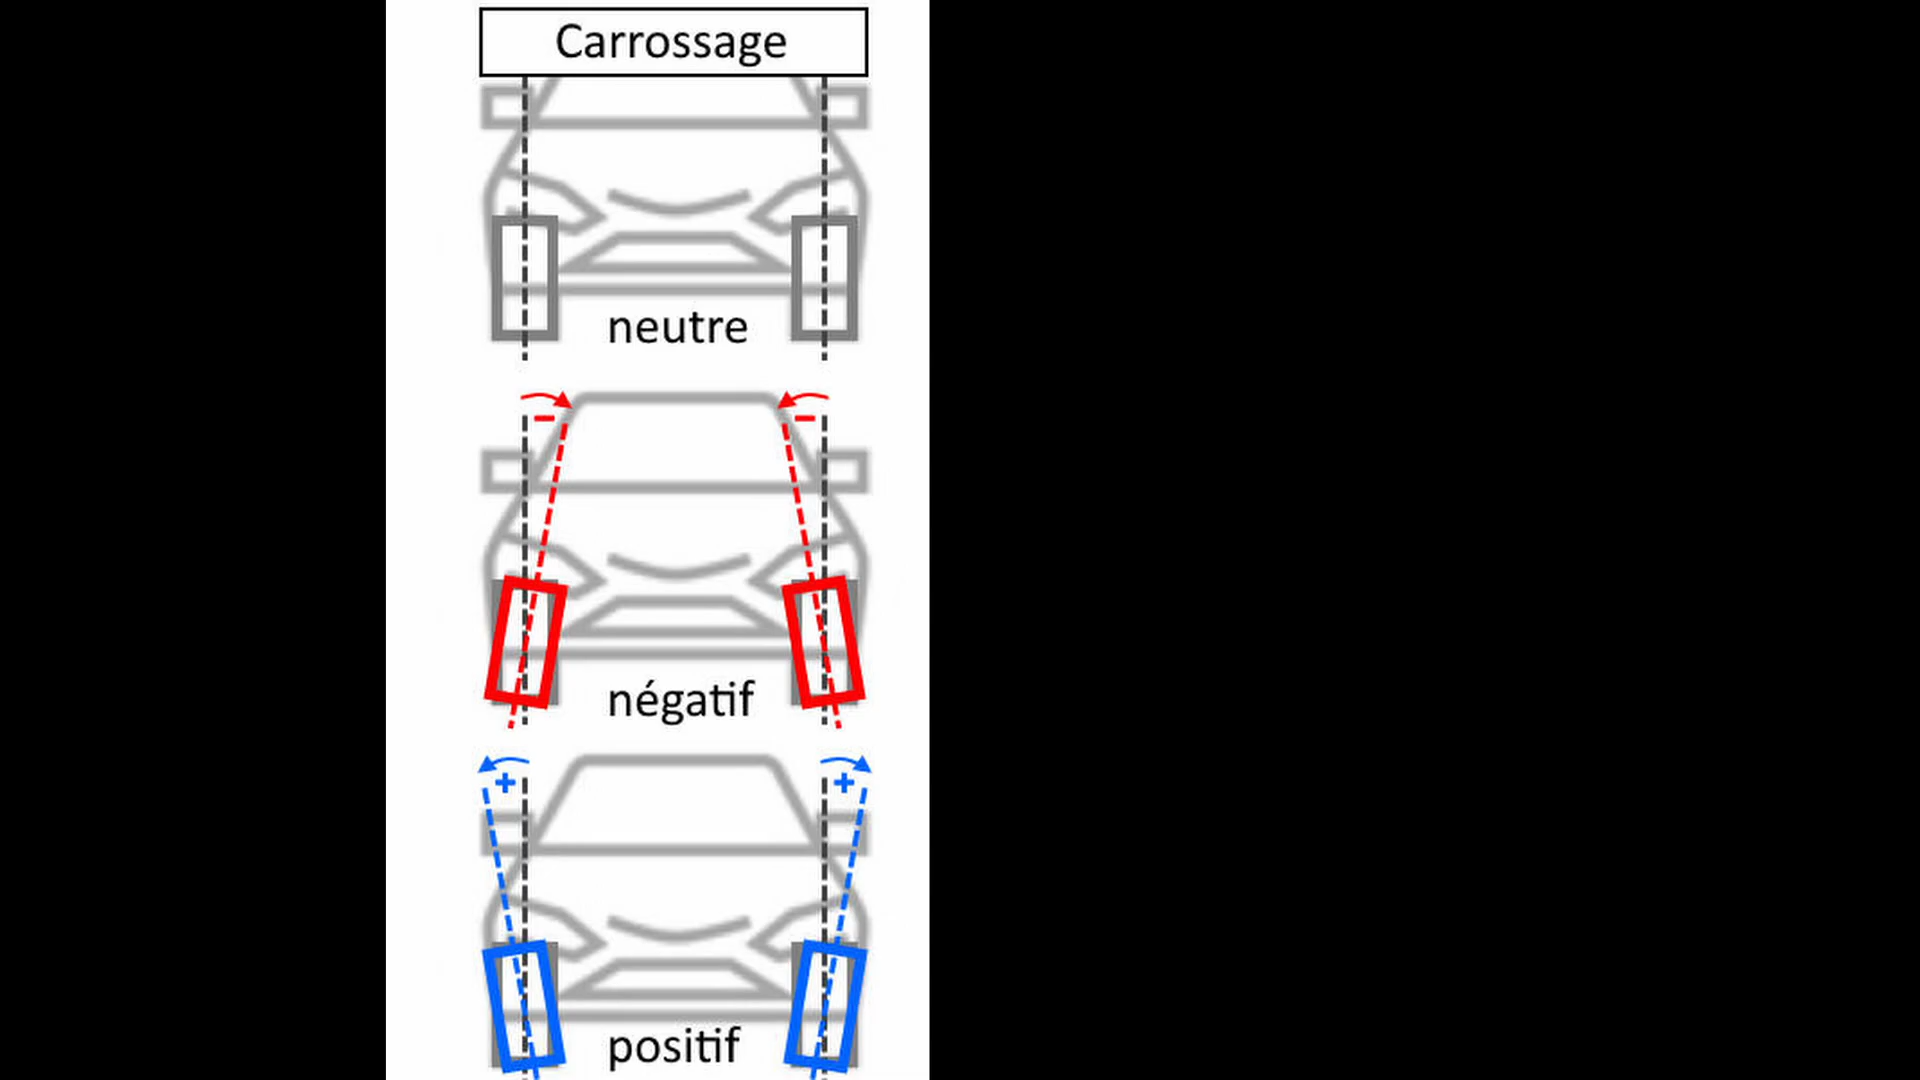 Carrossage
neutre
- -
négatif
+ +
positif